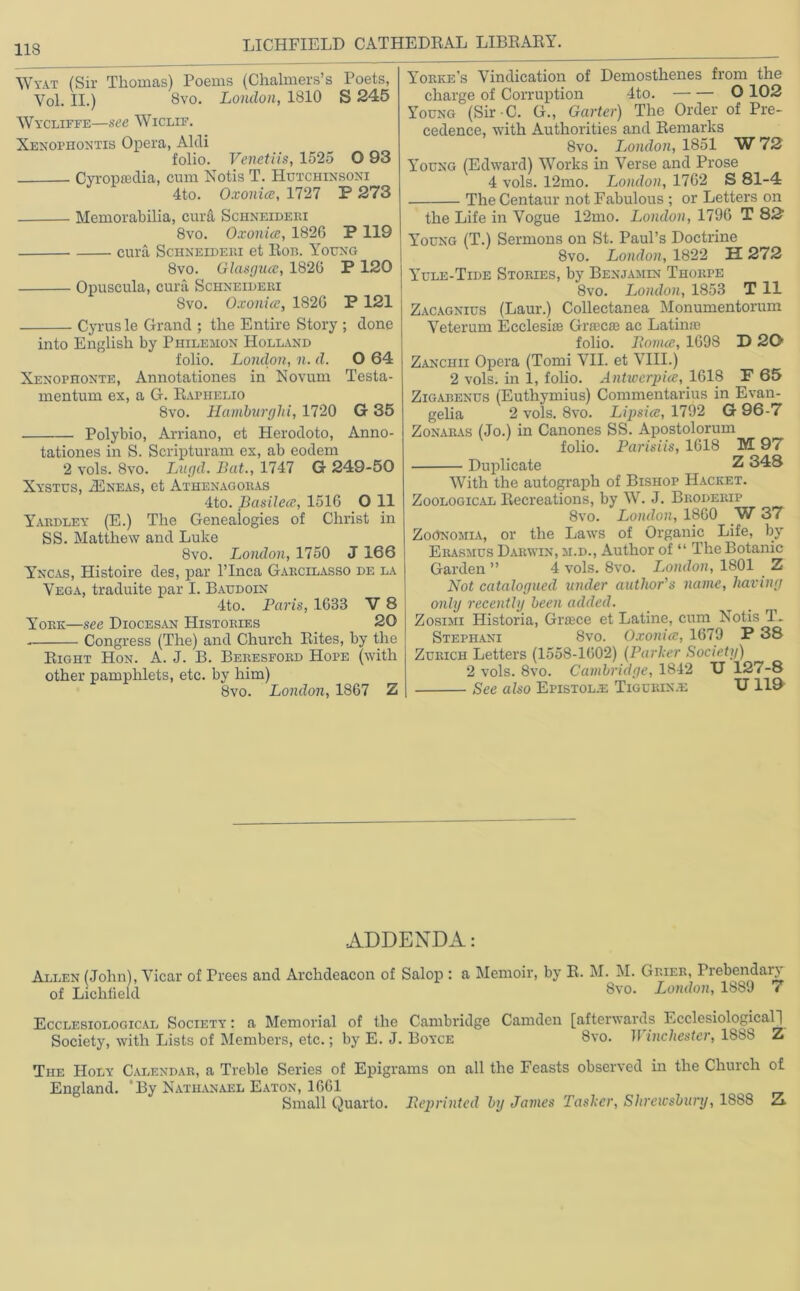 118
LICHFIELD CATHEDRAL LIBRARY.
WYAT (Sir Thomas) Poems (Chalmers's Poets,
Vol. II.) 8vo. London, 1810 S 245
WYCLIFFE—see WICLIF.
XENOPHONTIS Opera, Aldi
folio. Venetiis, 1525 O 93
——— Cyropædia, cum Notis T. HUTCHINSONI
4to. Oxoniæ, 1727 P 273
——— Memorabilia, curâ SCHNEIDERI
8vo. Oxoniæ, 1826 P 119
——— ——— cura SCHNEIDERI et ROB. YOUNG
8vo. Glasguæ, 1826 P 120
——— Opuscula, cura SCHNEIDERI
8vo. Oxoniæ, 1826 P 121
——— Cyrus le Grand ; the Entire Story ; done
into English by PHILEMON HOLLAND
folio. London, n. d. O 64
XENOPHONTE, Annotationes in Novum Testa-
mentum ex, a G. RAPHELIO
8vo. Hamburghi, 1720 G 35
——— Polybio, Arriano, et Herodoto, Anno-
tationes in S. Scripturam ex, ab eodem
2 vols. 8vo. Lugd. Bat., 1747 G 249-50
XYSTUS, ÆNEAS, et ATHENAGORAS
4to. Basileæ, 1516 O 11
YARDLEY (E.) The Genealogies of Christ in
SS. Matthew and Luke
8vo. London, 1750 J 166
YNCAS, Histoire des, par l'Inca GARCILASSO DE LA
VEGA, traduite par I. BAUDOIN
4to. Paris, 1633 V 8
YORK—see DIOCESAN HISTORIES 20
——— Congress (The) and Church Rites, by the
RIGHT HON. A. J. B. BERESFORD HOPE (with
other pamphlets, etc. by him)
8vo. London, 1867 Z
YORKE'S Vindication of Demosthenes from the
charge of Corruption 4to. — — O 102
YOUNG (Sir C. G., Garter) The Order of Pre-
cedence, with Authorities and Remarks
8vo. London, 1851 W 72
YOUNG (Edward) Works in Verse and Prose
4 vols. 12mo. London, 1762 S 81-4
——— The Centaur not Fabulous ; or Letters on
the Life in Vogue 12mo. London, 1796 T 82
YOUNG (T.) Sermons on St. Paul's Doctrine
8vo. London, 1822 H 272
YULE-TIDE STORIES, by BENJAMIN THORPE
8vo. London, 1853 T 11
ZACAGNIUS (Laur.) Collectanea Monumentorum
Veterum Ecclesiæ Græcæ ac Latinæ
folio. Romæ, 1698 D 20
ZANCHII Opera (Tomi VII. et VIII.)
2 vols. in 1, folio. Antwerpiæ, 1618 F 65
ZIGABENUS (Euthymius) Commentarius in Evan-
gelia 2 vols. 8vo. Lipsiæ, 1792 G 96-7
ZONARAS (Jo.) in Canones SS. Apostolorum
folio. Parisiis, 1618 M 97
——— Duplicate Z 348
With the autograph of BISHOP HACKET.
ZOOLOGICAL Recreations, by W. J. BRODERIP
8vo. London, 1860 W 37
ZOÖNOMIA, or the Laws of Organic Life, by
ERASMUS DARWIN, M.D., Author of “ The Botanic
Garden ” 4 vols. 8vo. London, 1801 Z
Not catalogued under author's name, having
only recently been added.
ZOSIMI Historia, Græce et Latine, cum Notis T.
STEPHANI 8vo. Oxoniæ, 1679 P 38
ZURICH Letters (1558-1602) (Parker Society)
2 vols. 8vo. Cambridge, 1842 U 127-8
——— See also EPISTOLÆ TIGURINÆ U 119
ADDENDA:
ALLEN (John), Vicar of Prees and Archdeacon of Salop : a Memoir, by R. M. M. GRIER, Prebendary
of Lichfield 8vo. London, 1889 7
ECCLESIOLOGICAL SOCIETY: a Memorial of the Cambridge Camden [afterwards Ecclesiological]
Society, with Lists of Members, etc.; by E. J. BOYCE 8vo. Winchester, 1888 Z
THE HOLY CALENDAR, a Treble Series of Epigrams on all the Feasts observed in the Church of
England. By NATHANAEL EATON, 1661
Small Quarto. Reprinted by James Tasker, Shrewsbury, 1888 Z